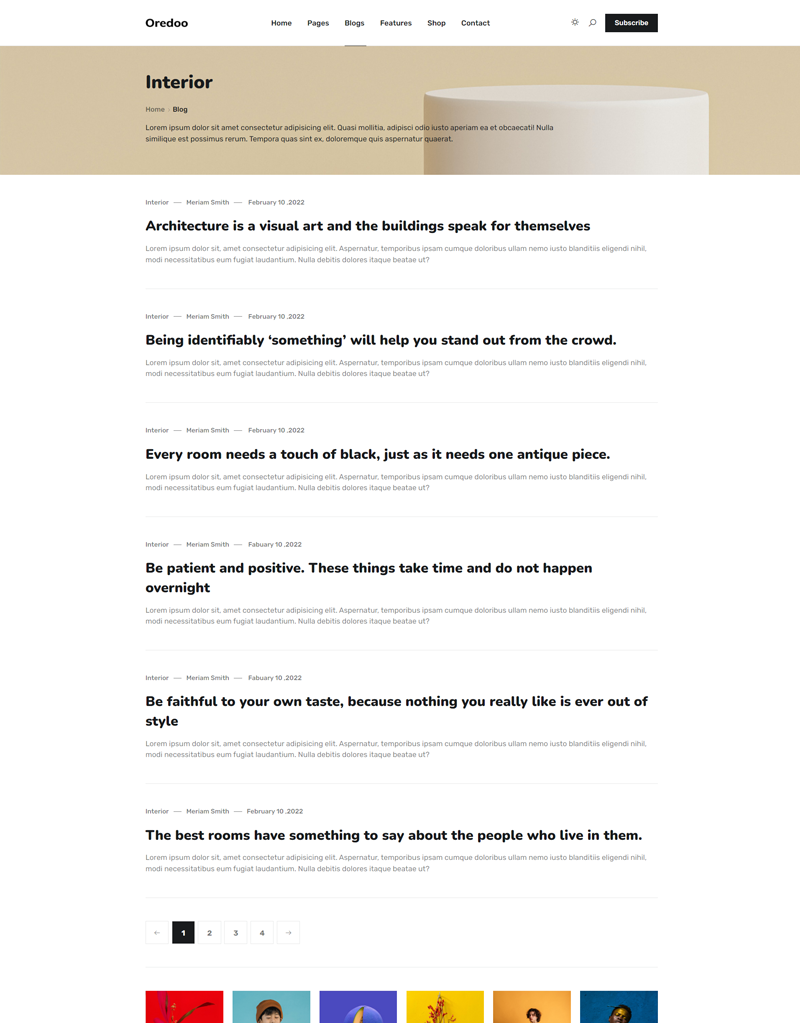 Oredoo
Home Pages Blogs Features Shop Contact
Subscribe
Interior
Home › Blog
Lorem ipsum dolor sit amet consectetur adipisicing elit. Quasi mollitia, adipisci odio iusto aperiam ea et obcaecati! Nulla
similique est possimus rerum. Tempora quas sint ex, doloremque quis aspernatur quaerat.
Interior — Meriam Smith — February 10 ,2022
Architecture is a visual art and the buildings speak for themselves
Lorem ipsum dolor sit, amet consectetur adipisicing elit. Aspernatur, temporibus ipsam cumque doloribus ullam nemo iusto blanditiis eligendi nihil,
modi necessitatibus eum fugiat laudantium. Nulla debitis dolores itaque beatae ut?
Interior — Meriam Smith — February 10 ,2022
Being identifiably ‘something’ will help you stand out from the crowd.
Lorem ipsum dolor sit, amet consectetur adipisicing elit. Aspernatur, temporibus ipsam cumque doloribus ullam nemo iusto blanditiis eligendi nihil,
modi necessitatibus eum fugiat laudantium. Nulla debitis dolores itaque beatae ut?
Interior — Meriam Smith — February 10 ,2022
Every room needs a touch of black, just as it needs one antique piece.
Lorem ipsum dolor sit, amet consectetur adipisicing elit. Aspernatur, temporibus ipsam cumque doloribus ullam nemo iusto blanditiis eligendi nihil,
modi necessitatibus eum fugiat laudantium. Nulla debitis dolores itaque beatae ut?
Interior — Meriam Smith — Fabuary 10 ,2022
Be patient and positive. These things take time and do not happen
overnight
Lorem ipsum dolor sit, amet consectetur adipisicing elit. Aspernatur, temporibus ipsam cumque doloribus ullam nemo iusto blanditiis eligendi nihil,
modi necessitatibus eum fugiat laudantium. Nulla debitis dolores itaque beatae ut?
Interior — Meriam Smith — Fabuary 10 ,2022
Be faithful to your own taste, because nothing you really like is ever out of
style
Lorem ipsum dolor sit, amet consectetur adipisicing elit. Aspernatur, temporibus ipsam cumque doloribus ullam nemo iusto blanditiis eligendi nihil,
modi necessitatibus eum fugiat laudantium. Nulla debitis dolores itaque beatae ut?
Interior — Meriam Smith — February 10 ,2022
The best rooms have something to say about the people who live in them.
Lorem ipsum dolor sit, amet consectetur adipisicing elit. Aspernatur, temporibus ipsam cumque doloribus ullam nemo iusto blanditiis eligendi nihil,
modi necessitatibus eum fugiat laudantium. Nulla debitis dolores itaque beatae ut?
← 1 2 3 4 →